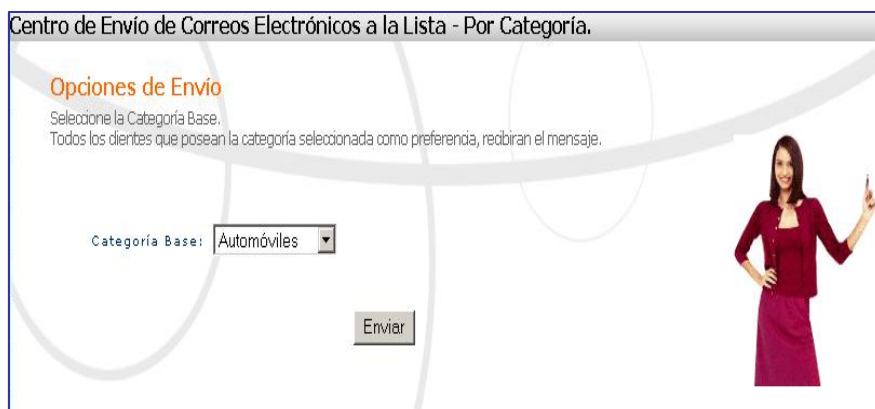 Centro de Envío de Correos Electrónicos a la Lista - Por Categoría.
Opciones de Envío
Seleccione la Categoría Base.
Todos los clientes que posean la categoría seleccionada como preferencia, recibiran el mensaje.
Categoría Base: Automóviles
Enviar